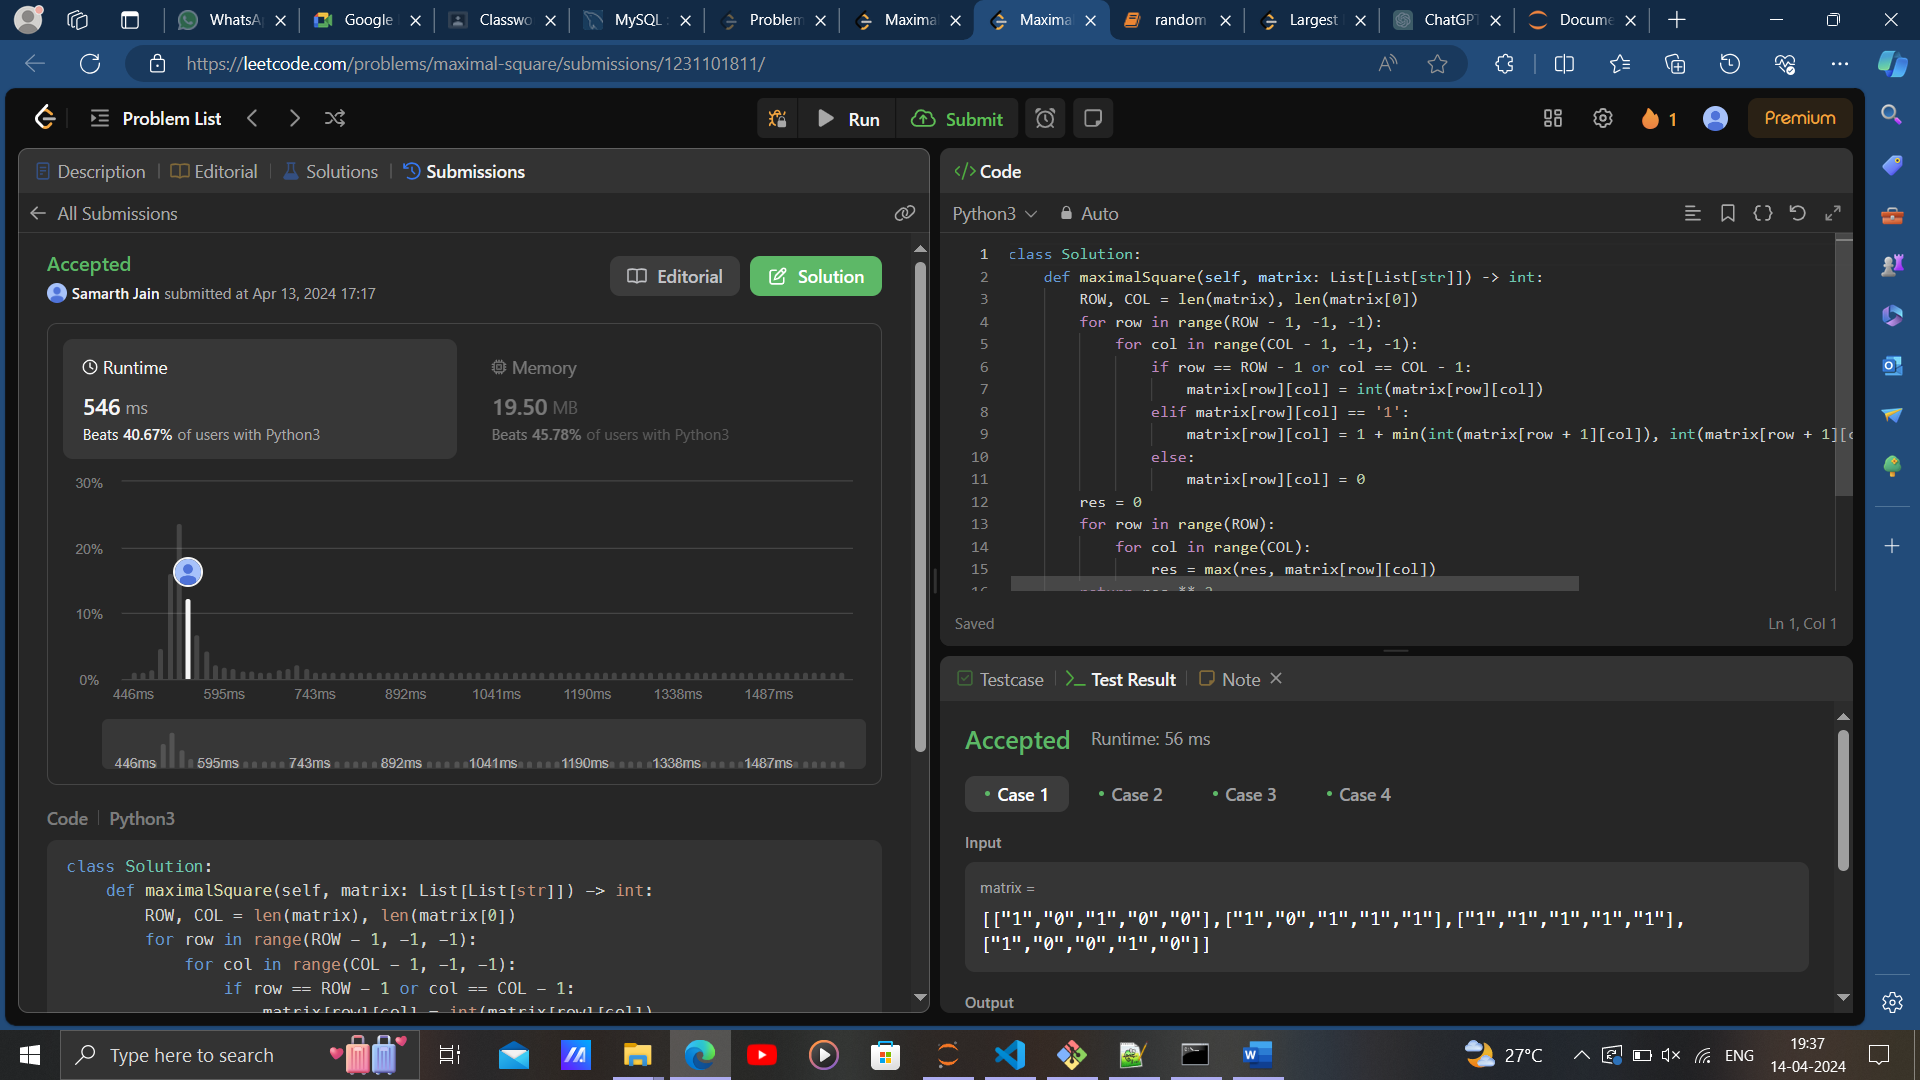 WhatsA
Google
Classwo
MySQL
Problem
Maximal
Maxima
random
Largest
ChatGP
Docume
https://leetcode.com/problems/maximal-square/submissions/1231101811/
Problem List
Run
Submit
1
Premium
Description
Editorial
Solutions
Submissions
All Submissions
Accepted
Samarth Jain submitted at Apr 13, 2024 17:17
Editorial
Solution
Runtime
546 ms
Beats 40.67% of users with Python3
Memory
19.50 MB
Beats 45.78% of users with Python3
30%
20%
10%
0%
446ms 595ms 743ms 892ms 1041ms 1190ms 1338ms 1487ms
446ms 595ms 743ms 892ms 1041ms 1190ms 1338ms 1487ms
Code | Python3
class Solution:
def maximalSquare(self, matrix: List[List[str]]) -> int:
ROW, COL = len(matrix), len(matrix[0])
for row in range(ROW - 1, -1, -1):
for col in range(COL - 1, -1, -1):
if row == ROW - 1 or col == COL - 1:
matrix[row][col] = int(matrix[row][col])
</> Code
Python3
Auto
1 class Solution:
2 def maximalSquare(self, matrix: List[List[str]]) -> int:
3 ROW, COL = len(matrix), len(matrix[0])
4 for row in range(ROW - 1, -1, -1):
5 for col in range(COL - 1, -1, -1):
6 if row == ROW - 1 or col == COL - 1:
7 matrix[row][col] = int(matrix[row][col])
8 elif matrix[row][col] == '1':
9 matrix[row][col] = 1 + min(int(matrix[row + 1][col]), int(matrix[row + 1][c
10 else:
11 matrix[row][col] = 0
12 res = 0
13 for row in range(ROW):
14 for col in range(COL):
15 res = max(res, matrix[row][col])
16 return res ** 2
Saved
Ln 1, Col 1
Testcase
Test Result
Note
Accepted
Runtime: 56 ms
Case 1
Case 2
Case 3
Case 4
Input
matrix =
[["1","0","1","0","0"],["1","0","1","1","1"],["1","1","1","1","1"],
["1","0","0","1","0"]]
Output
Type here to search
27°C
ENG
19:37
14-04-2024